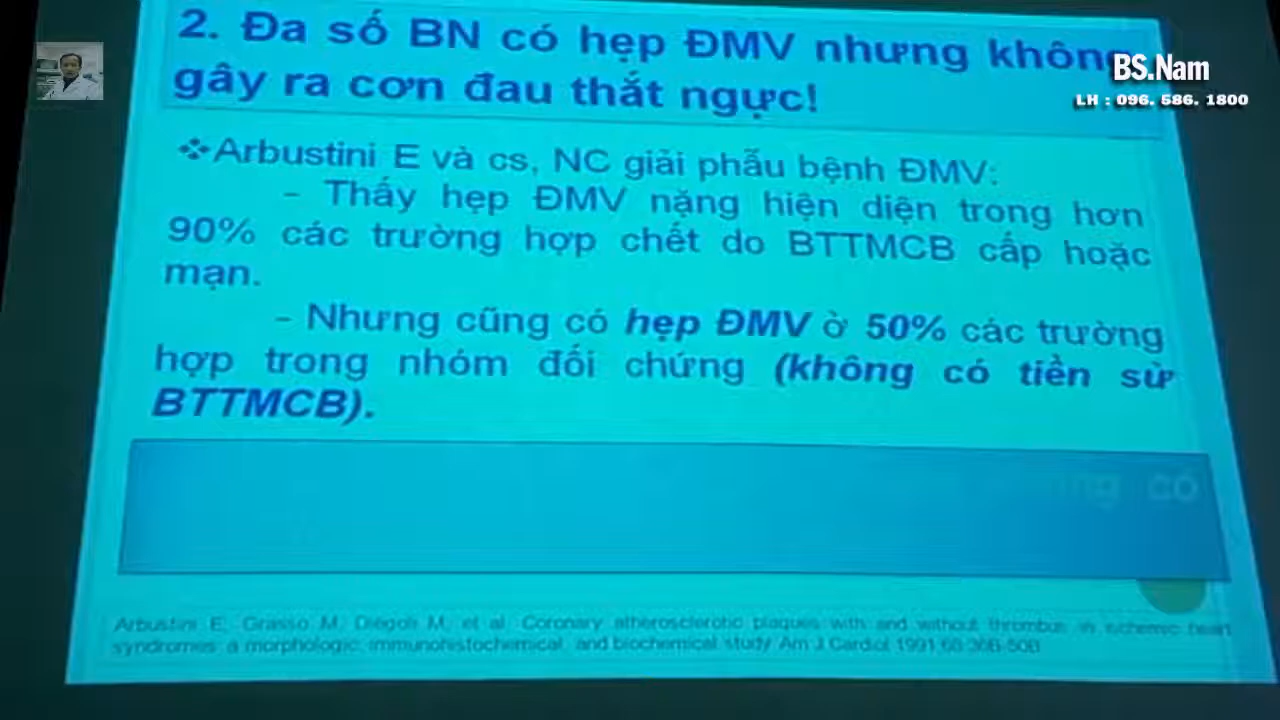 2. Đa số BN có hẹp ĐMV nhưng không
gây ra cơn đau thắt ngực!
BS.Nam
LH : 096. 586. 1800
❖Arbustini E và cs, NC giải phẫu bệnh ĐMV:
- Thấy hẹp ĐMV nặng hiện diện trong hơn
90% các trường hợp chết do BTTMCB cấp hoặc
mạn.
- Nhưng cũng có hẹp ĐMV ở 50% các trường
hợp trong nhóm đối chứng (không có tiền sử
BTTMCB).
có
Arbustini E, Grasso M, Diegoli M, et al. Coronary atherosclerotic plaques with and without thrombus in ischemic heart
syndromes: a morphologic, immunohistochemical, and biochemical study. Am J Cardiol 1991;68:36B-50B